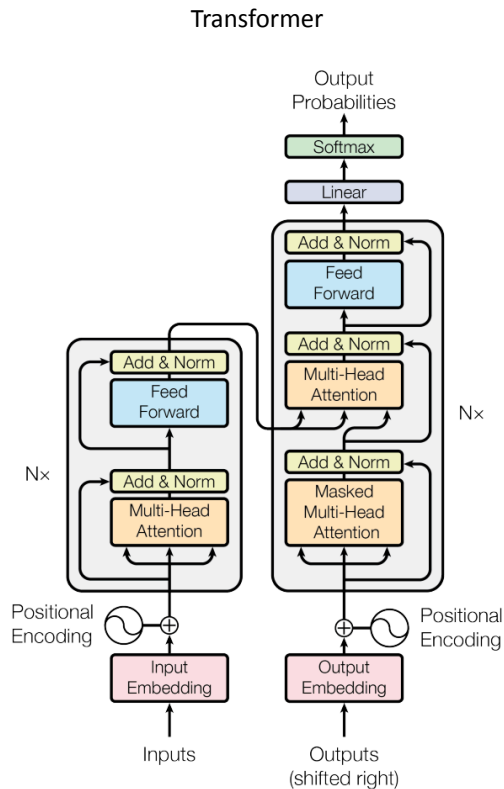 Transformer
Output
Probabilities
Softmax
Linear
Add & Norm
Feed
Forward
Add & Norm
Multi-Head
Attention
Nx
Add & Norm
Masked
Multi-Head
Attention
Add & Norm
Feed
Forward
Nx
Add & Norm
Multi-Head
Attention
Positional
Encoding
Positional
Encoding
Input
Embedding
Output
Embedding
Inputs
Outputs
(shifted right)